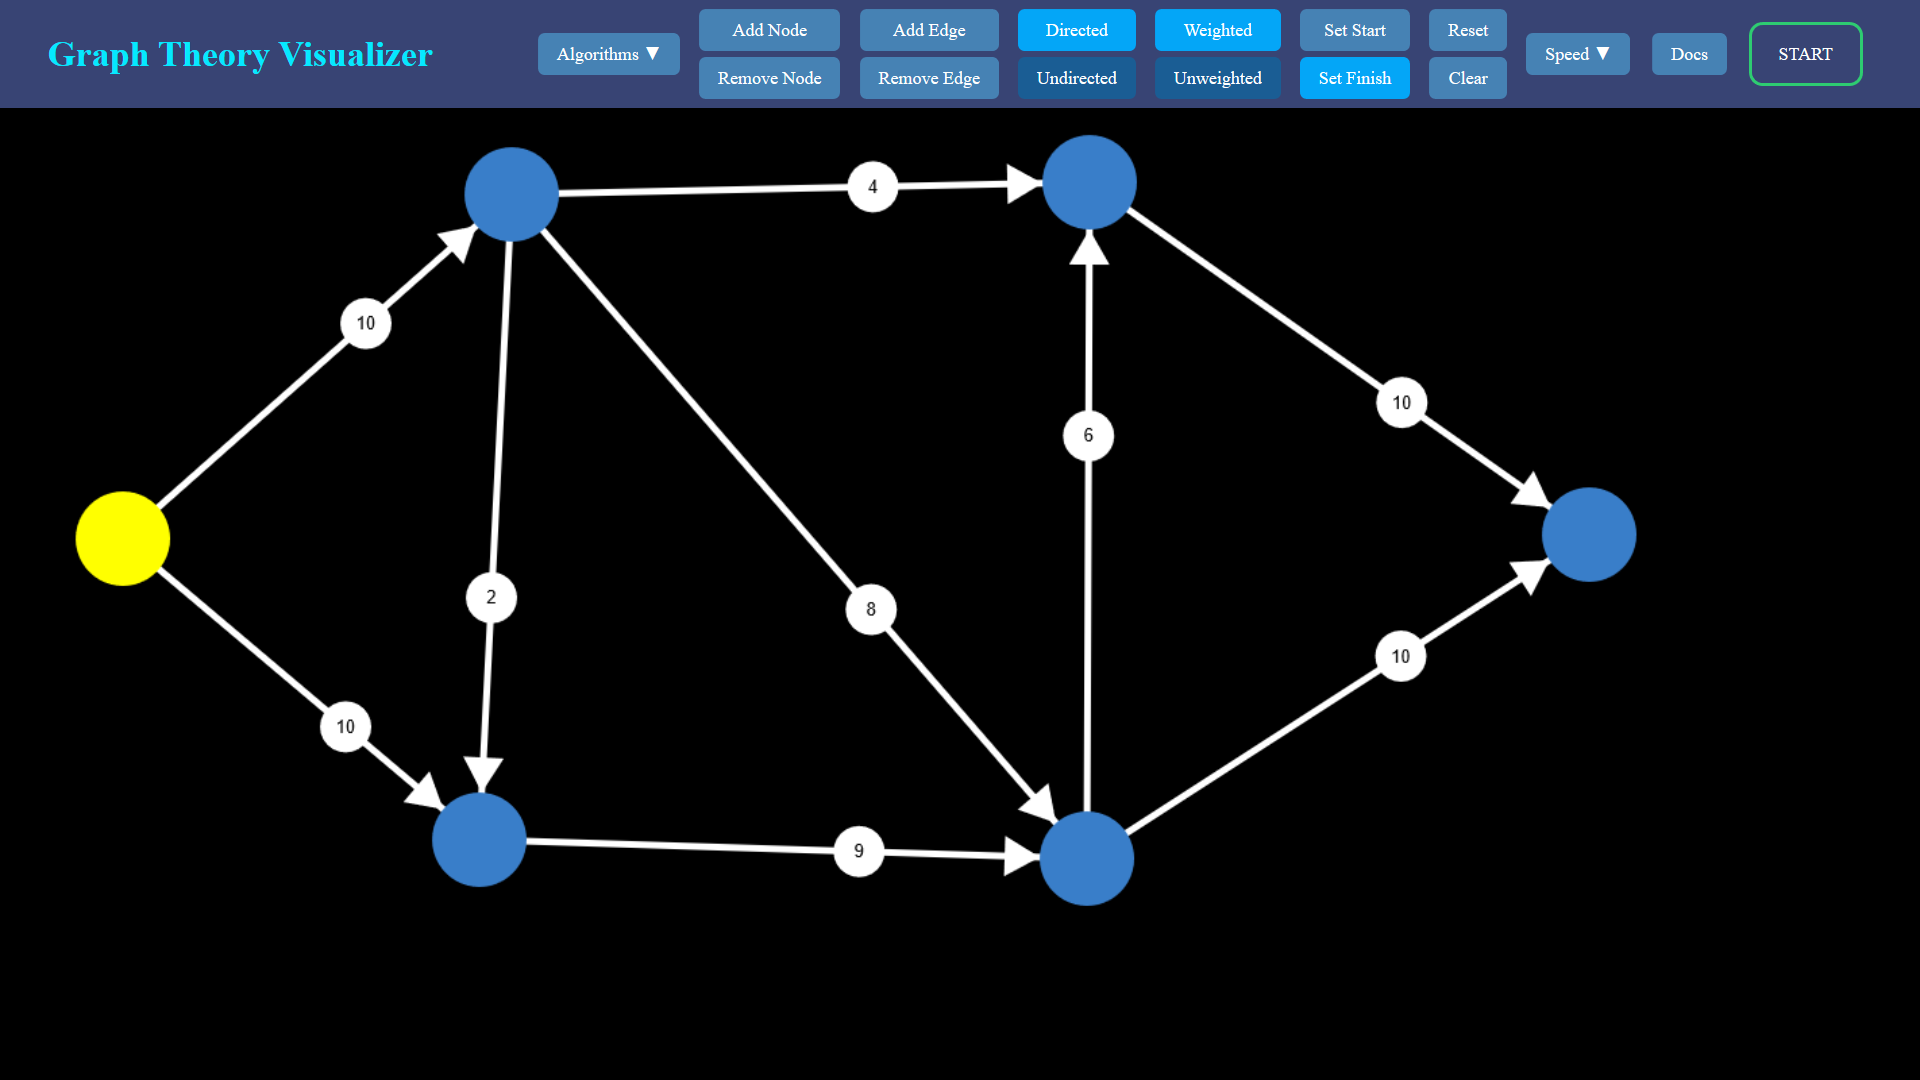 Graph Theory Visualizer
Algorithms ▼
Add Node
Remove Node
Add Edge
Remove Edge
Directed
Undirected
Weighted
Unweighted
Set Start
Set Finish
Reset
Clear
Speed ▼
Docs
START
4
10
10
6
2
8
10
10
9